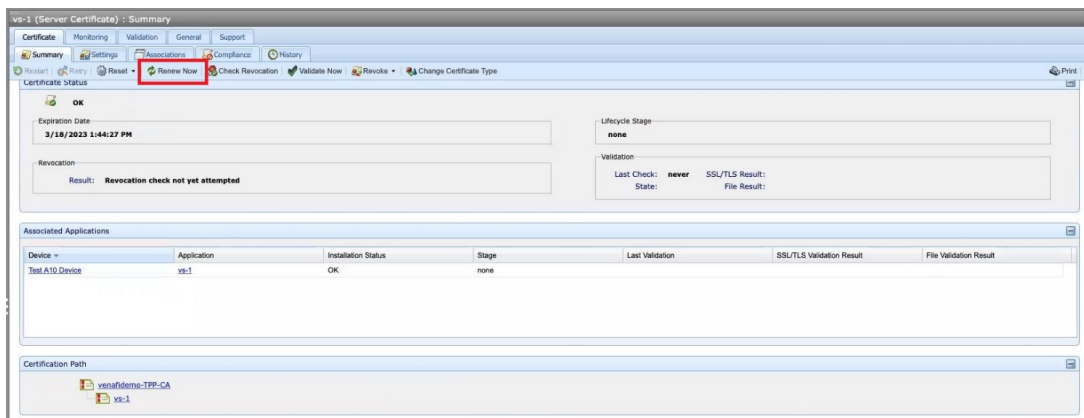 vs-1 (Server Certificate) : Summary
Certificate Monitoring Validation General Support
Summary Settings Associations Compliance History
Restart Retry Reset Renew Now Check Revocation Validate Now Revoke Change Certificate Type Print
Certificate Status
OK
Expiration Date Lifecycle Stage
3/18/2023 1:44:27 PM none
Revocation Validation
Result: Revocation check not yet attempted Last Check: never SSL/TLS Result:
State: File Result:
Associated Applications
Device Application Installation Status Stage Last Validation SSL/TLS Validation Result File Validation Result
Test A10 Device vs-1 OK none
Certification Path
venafidemo-TPP-CA
vs-1